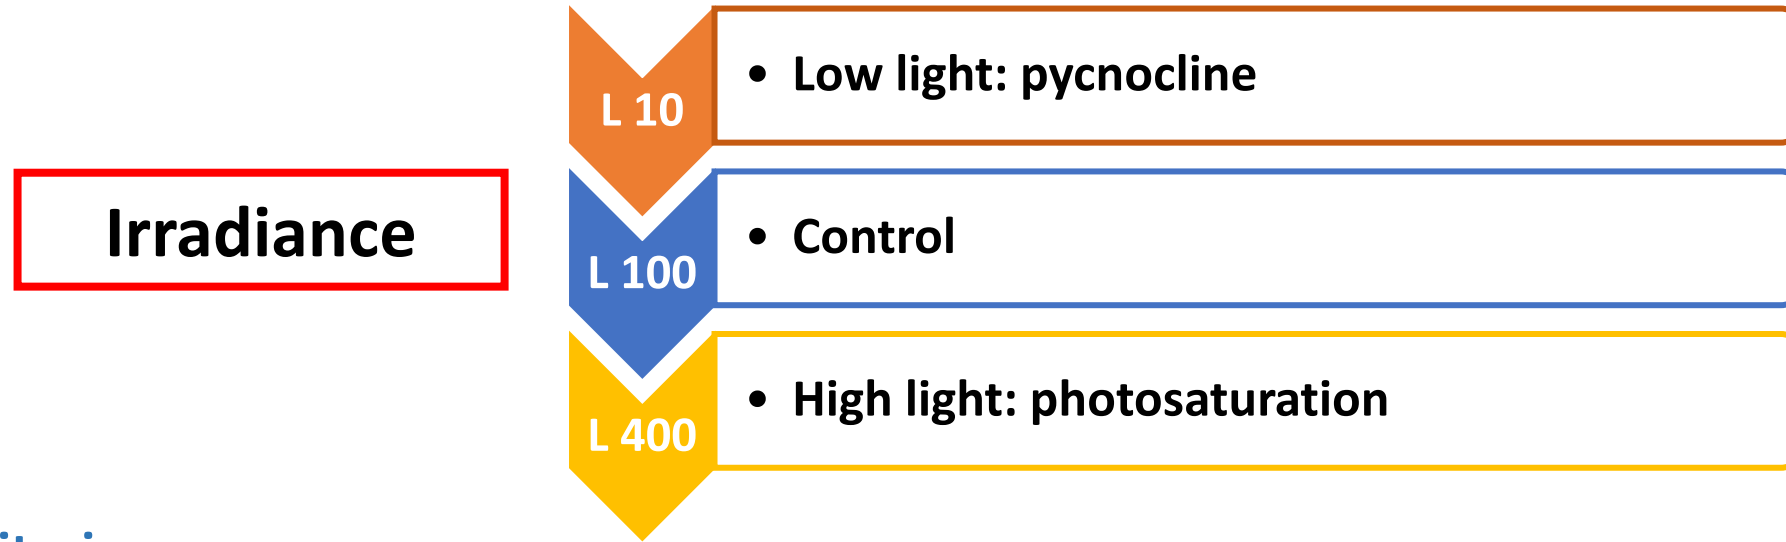 L 10
• Low light: pycnocline
Irradiance
L 100
• Control
L 400
• High light: photosaturation